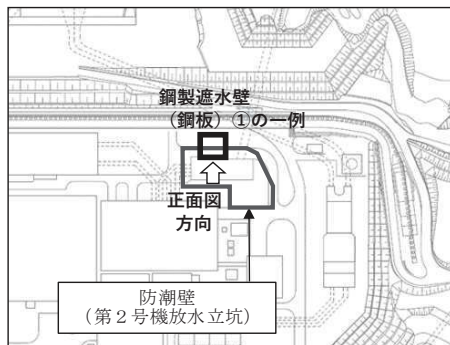 鋼製遮水壁
（鋼板）①の一例
正面図
方向
防潮壁
（第２号機放水立坑）